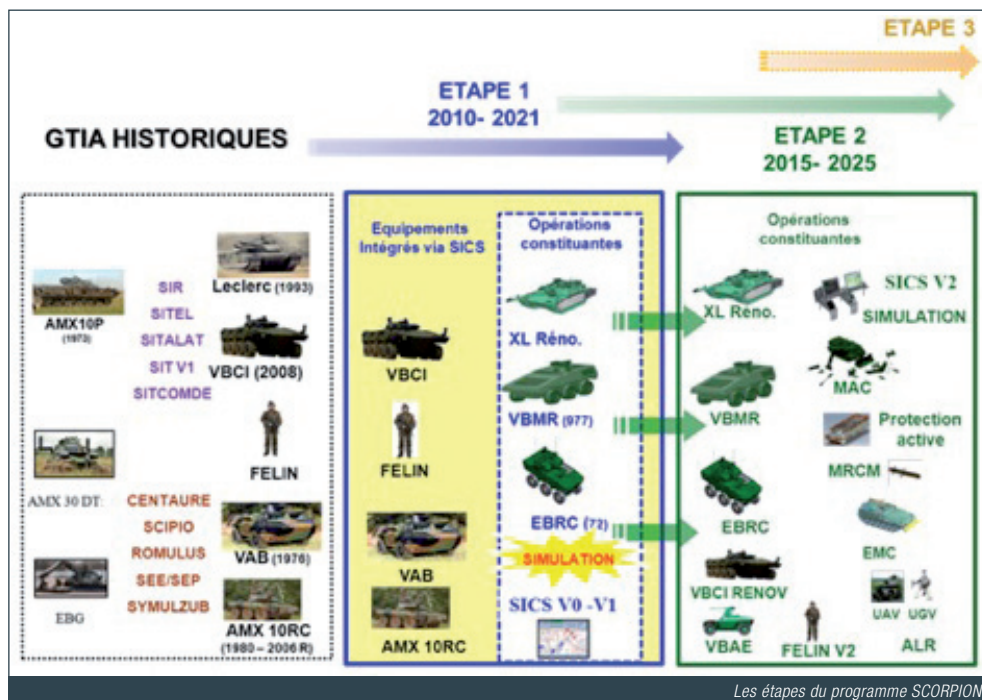 ETAPE 3
ETAPE 1
2010- 2021
GTIA HISTORIQUES
ETAPE 2
2015- 2025
AMX10P
(1973)
SIR
SITEL
SITALAT
SIT V1
SITCOMDE
Leclerc (1993)
VBCI (2008)
FELIN
AMX 30 DT:
CENTAURE
SCIPIO
ROMULUS
SEE/SEP
SYMULZUB
VAB (1976)
EBG
AMX 10RC
(1980 – 2006 R)
Equipements
Intégrés via SICS
VBCI
FELIN
VAB
AMX 10RC
Opérations
constituantes
XL Réno.
VBMR (977)
EBRC (72)
SIMULATION
SICS V0 -V1
Opérations
constituantes
XL Reno.
SICS V2
SIMULATION
MAC
VBMR
Protection
active
MRCM
EBRC
EMC
VBCI RENOV
UAV UGV
VBAE
FELIN V2
ALR
Les étapes du programme SCORPION